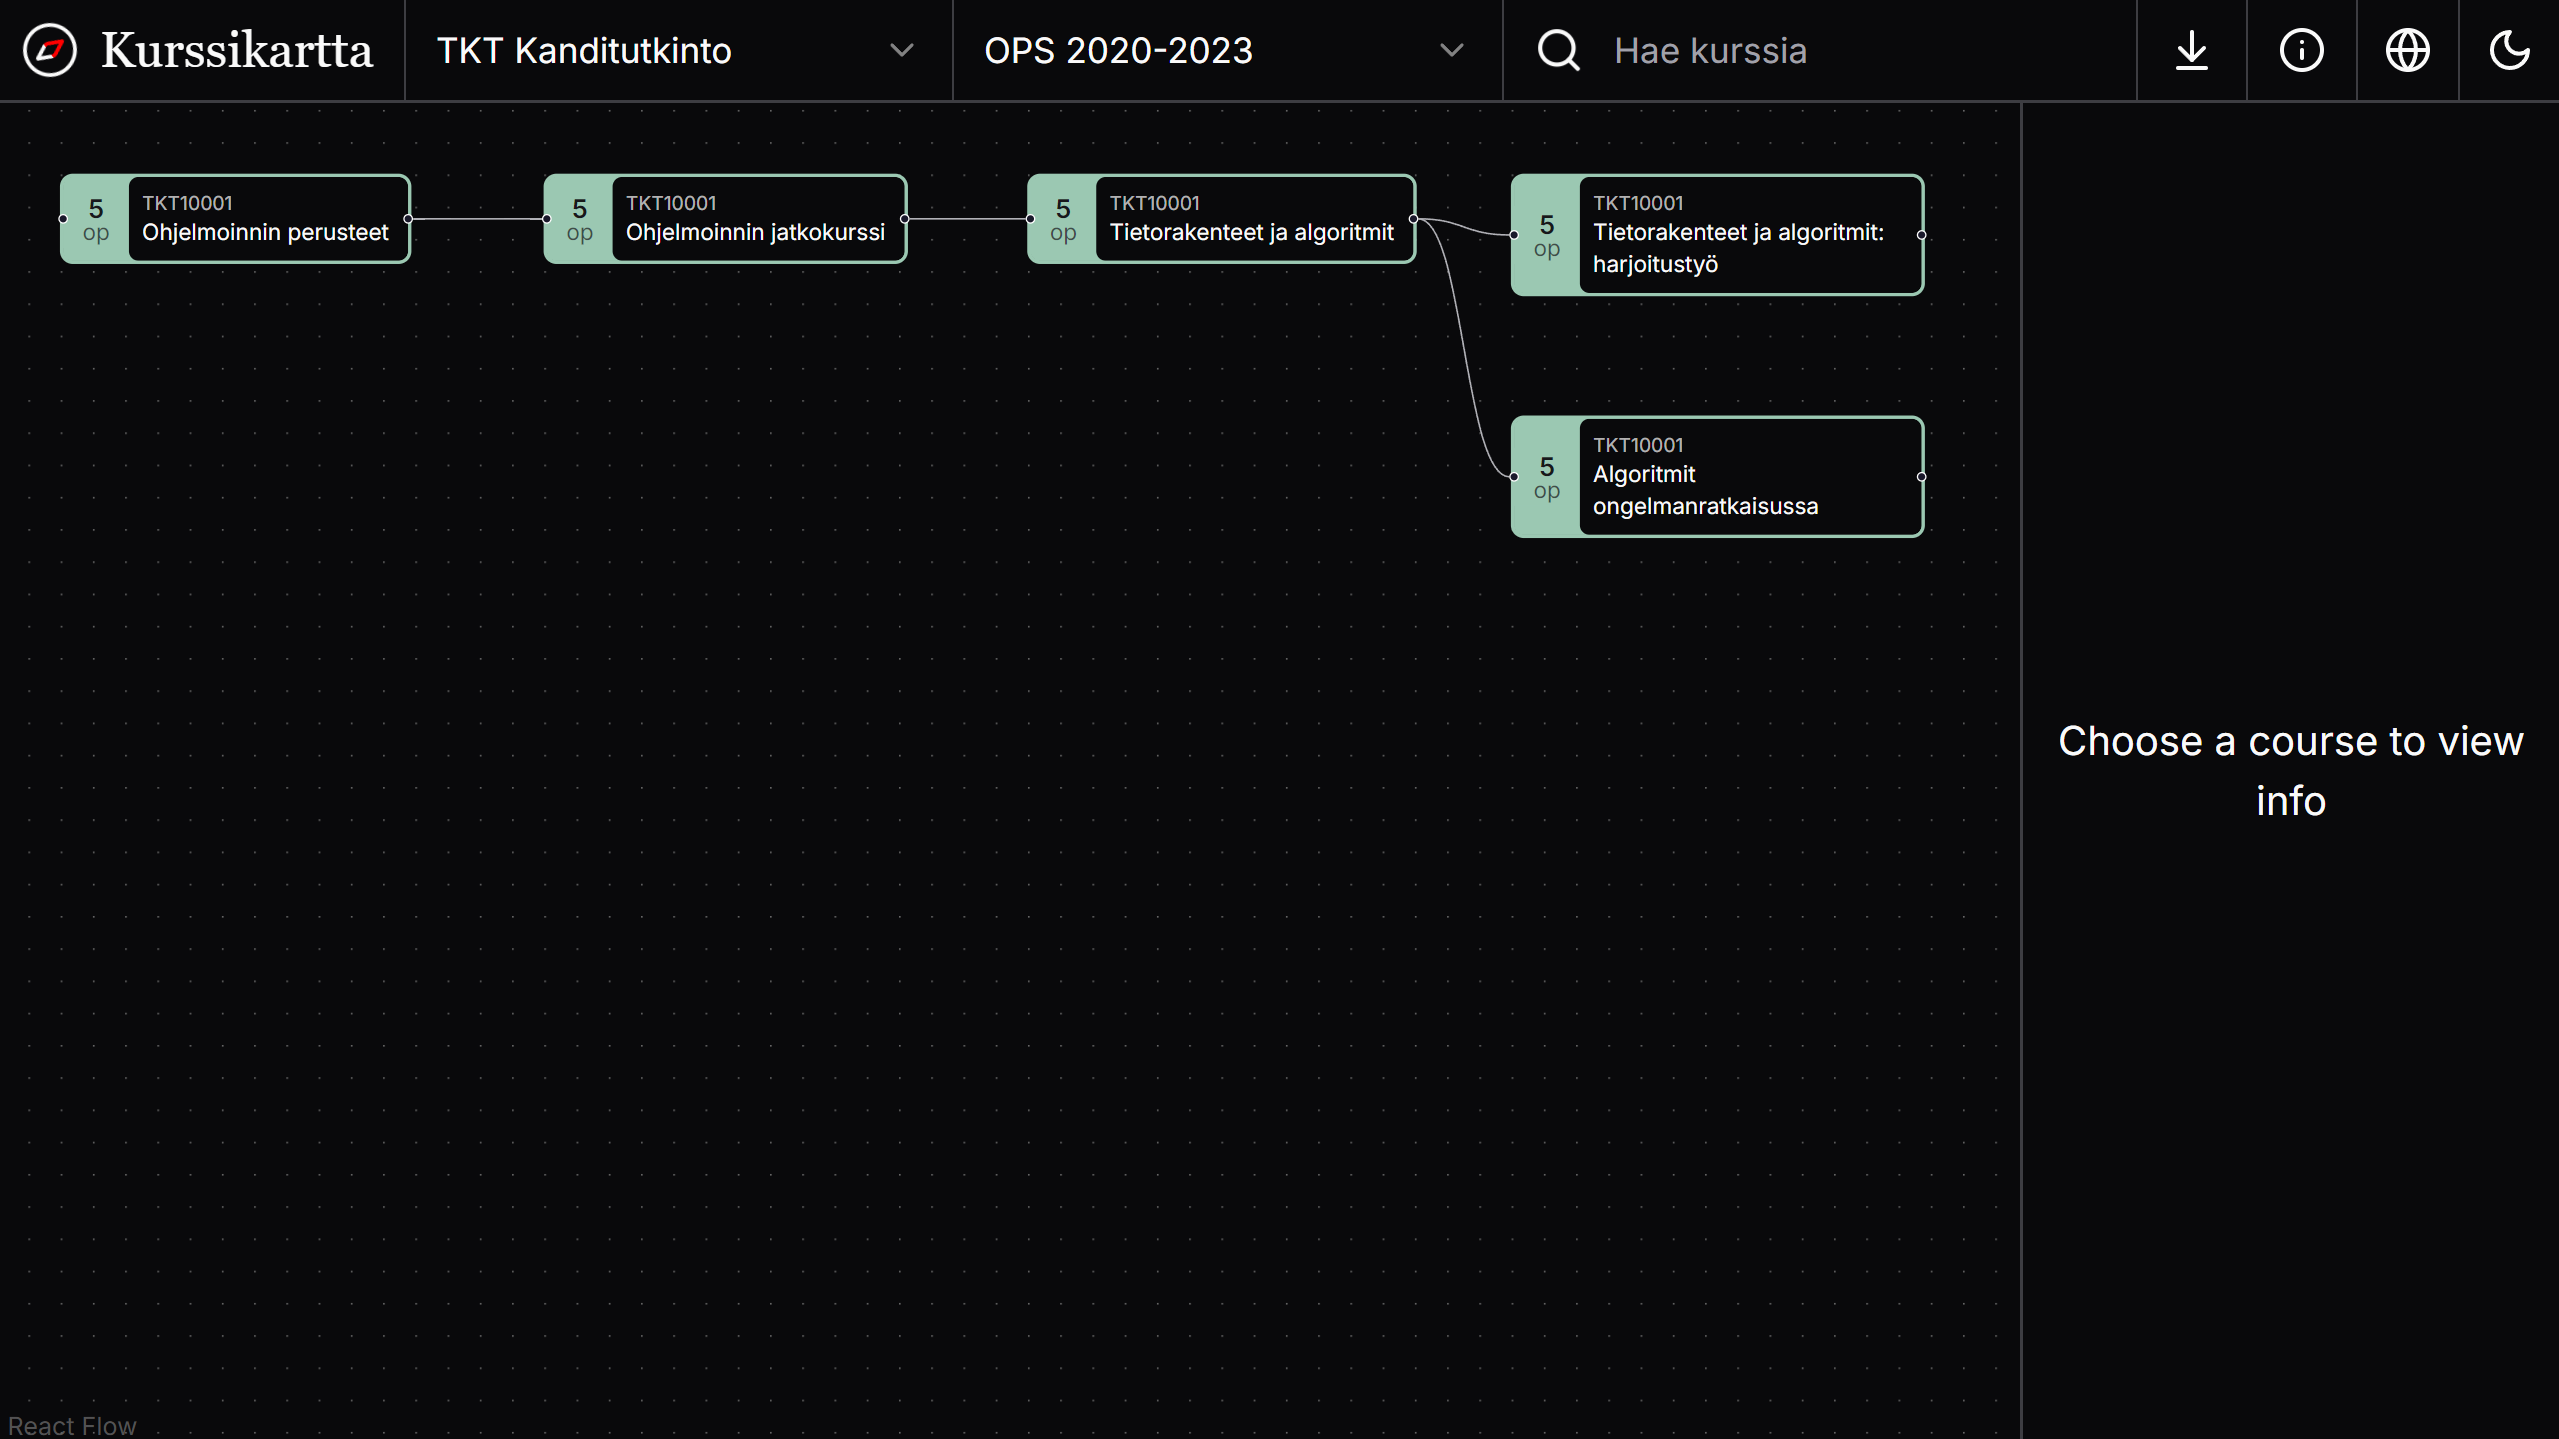 Kurssikartta
TKT Kanditutkinto
OPS 2020-2023
Hae kurssia
5
op
TKT10001
Ohjelmoinnin perusteet
5
op
TKT10001
Ohjelmoinnin jatkokurssi
5
op
TKT10001
Tietorakenteet ja algoritmit
5
op
TKT10001
Tietorakenteet ja algoritmit:
harjoitustyö
5
op
TKT10001
Algoritmit
ongelmanratkaisussa
Choose a course to view
info
React Flow